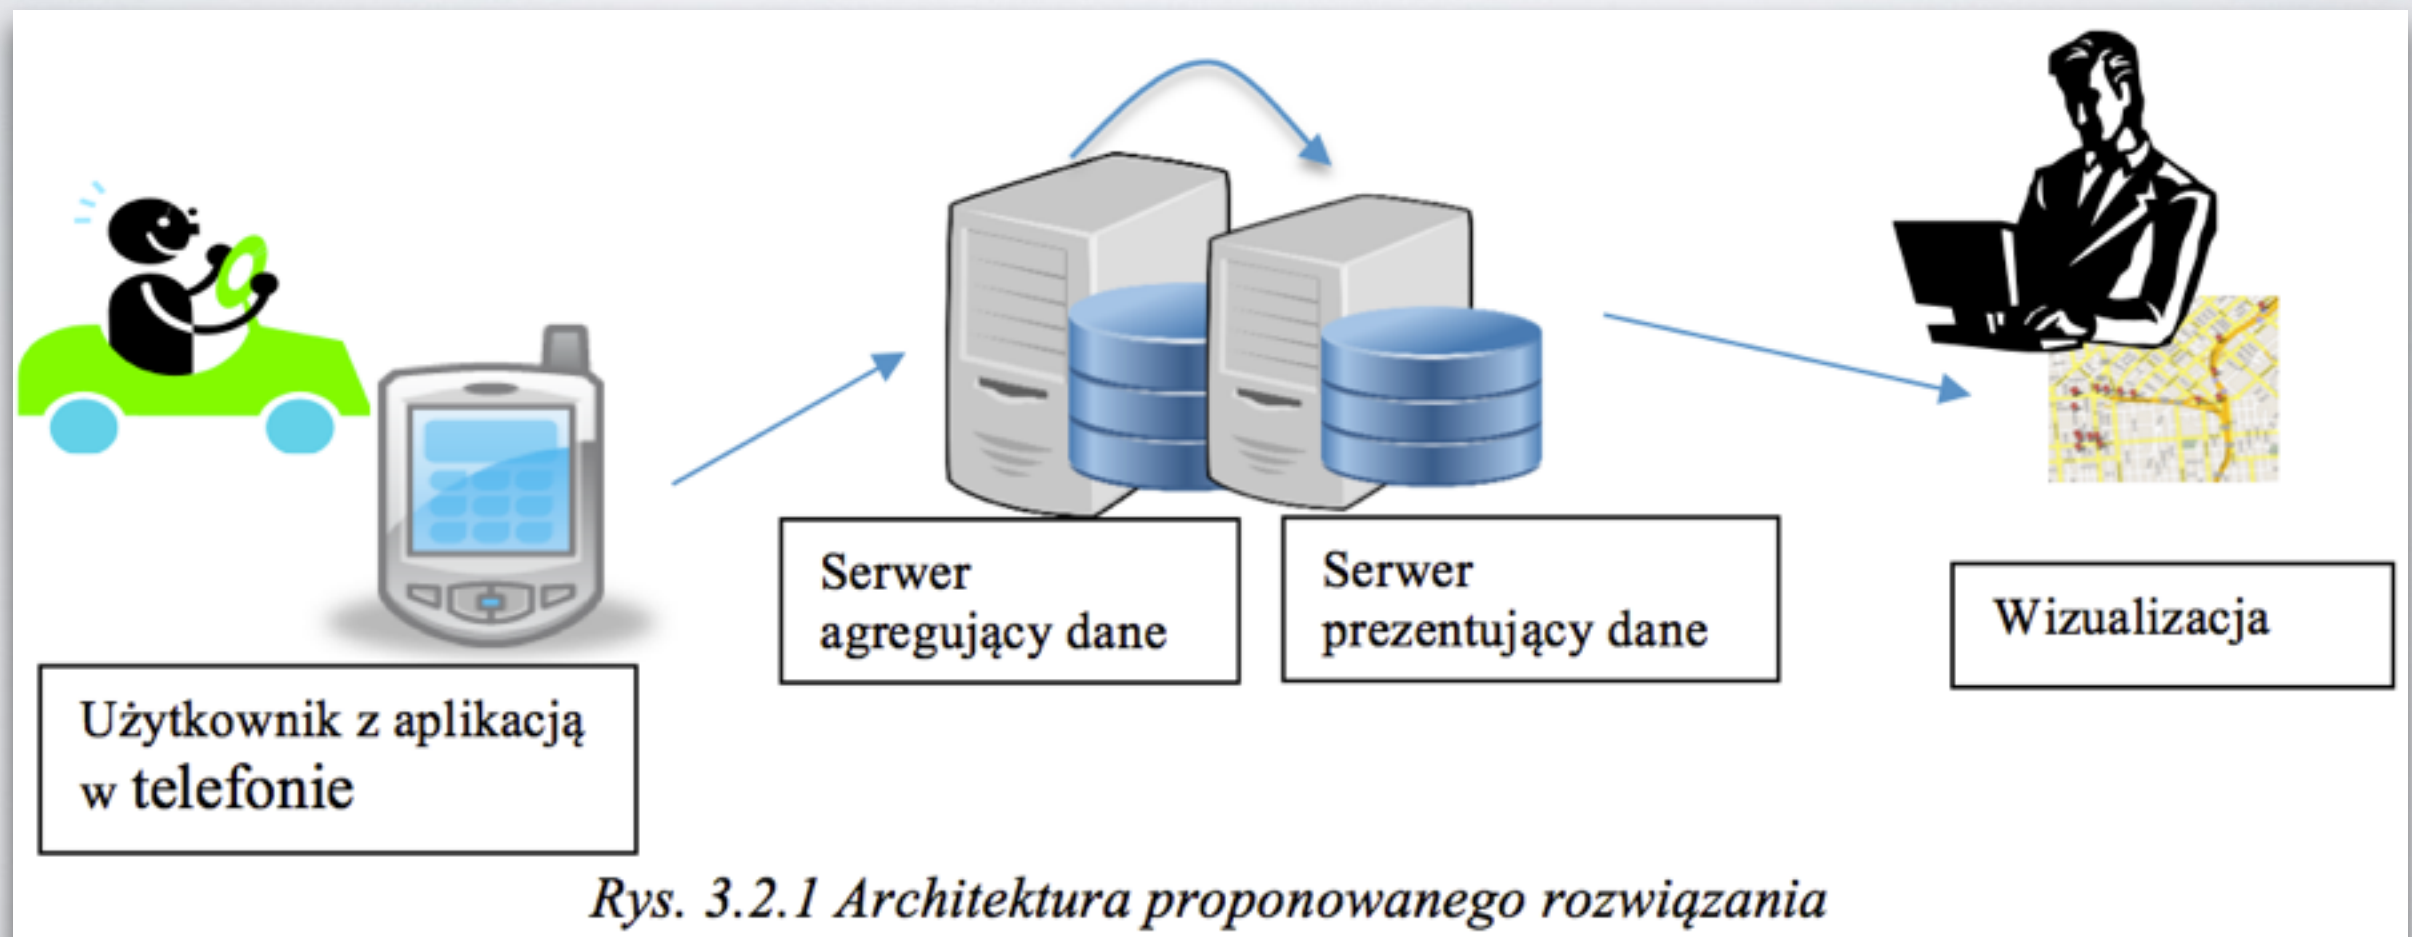 Serwer
agregujący dane
Serwer
prezentujący dane
Wizualizacja
Użytkownik z aplikacją
w telefonie
Rys. 3.2.1 Architektura proponowanego rozwiązania